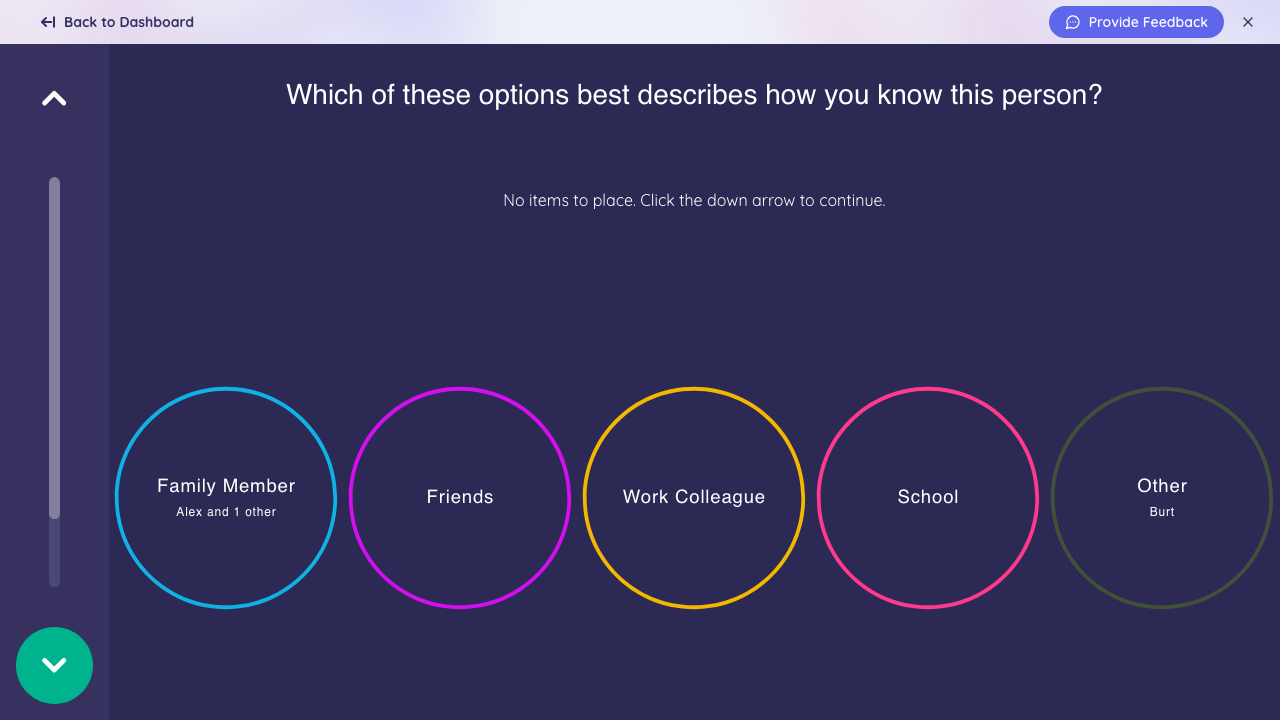 Back to Dashboard
Provide Feedback
Which of these options best describes how you know this person?
No items to place. Click the down arrow to continue.
Family Member
Alex and 1 other
Friends
Work Colleague
School
Other
Burt